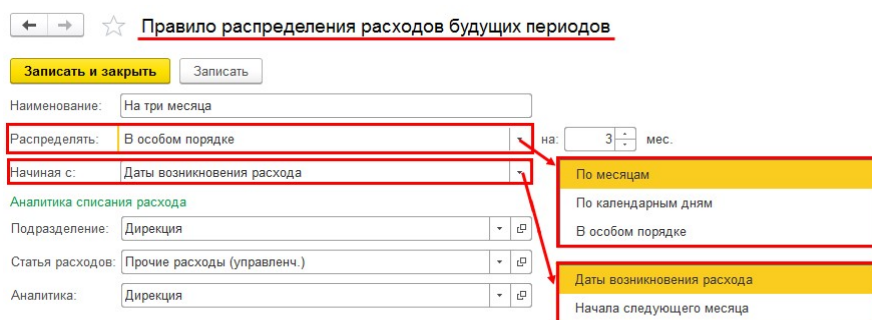 Правило распределения расходов будущих периодов
Записать и закрыть Записать
Наименование: На три месяца
Распределять: В особом порядке на: 3 мес.
Начиная с: Даты возникновения расхода
По месяцам
Аналитика списания расхода
По календарным дням
Подразделение: Дирекция
В особом порядке
Статья расходов: Прочие расходы (управленч.)
Даты возникновения расхода
Аналитика: Дирекция
Начала следующего месяца